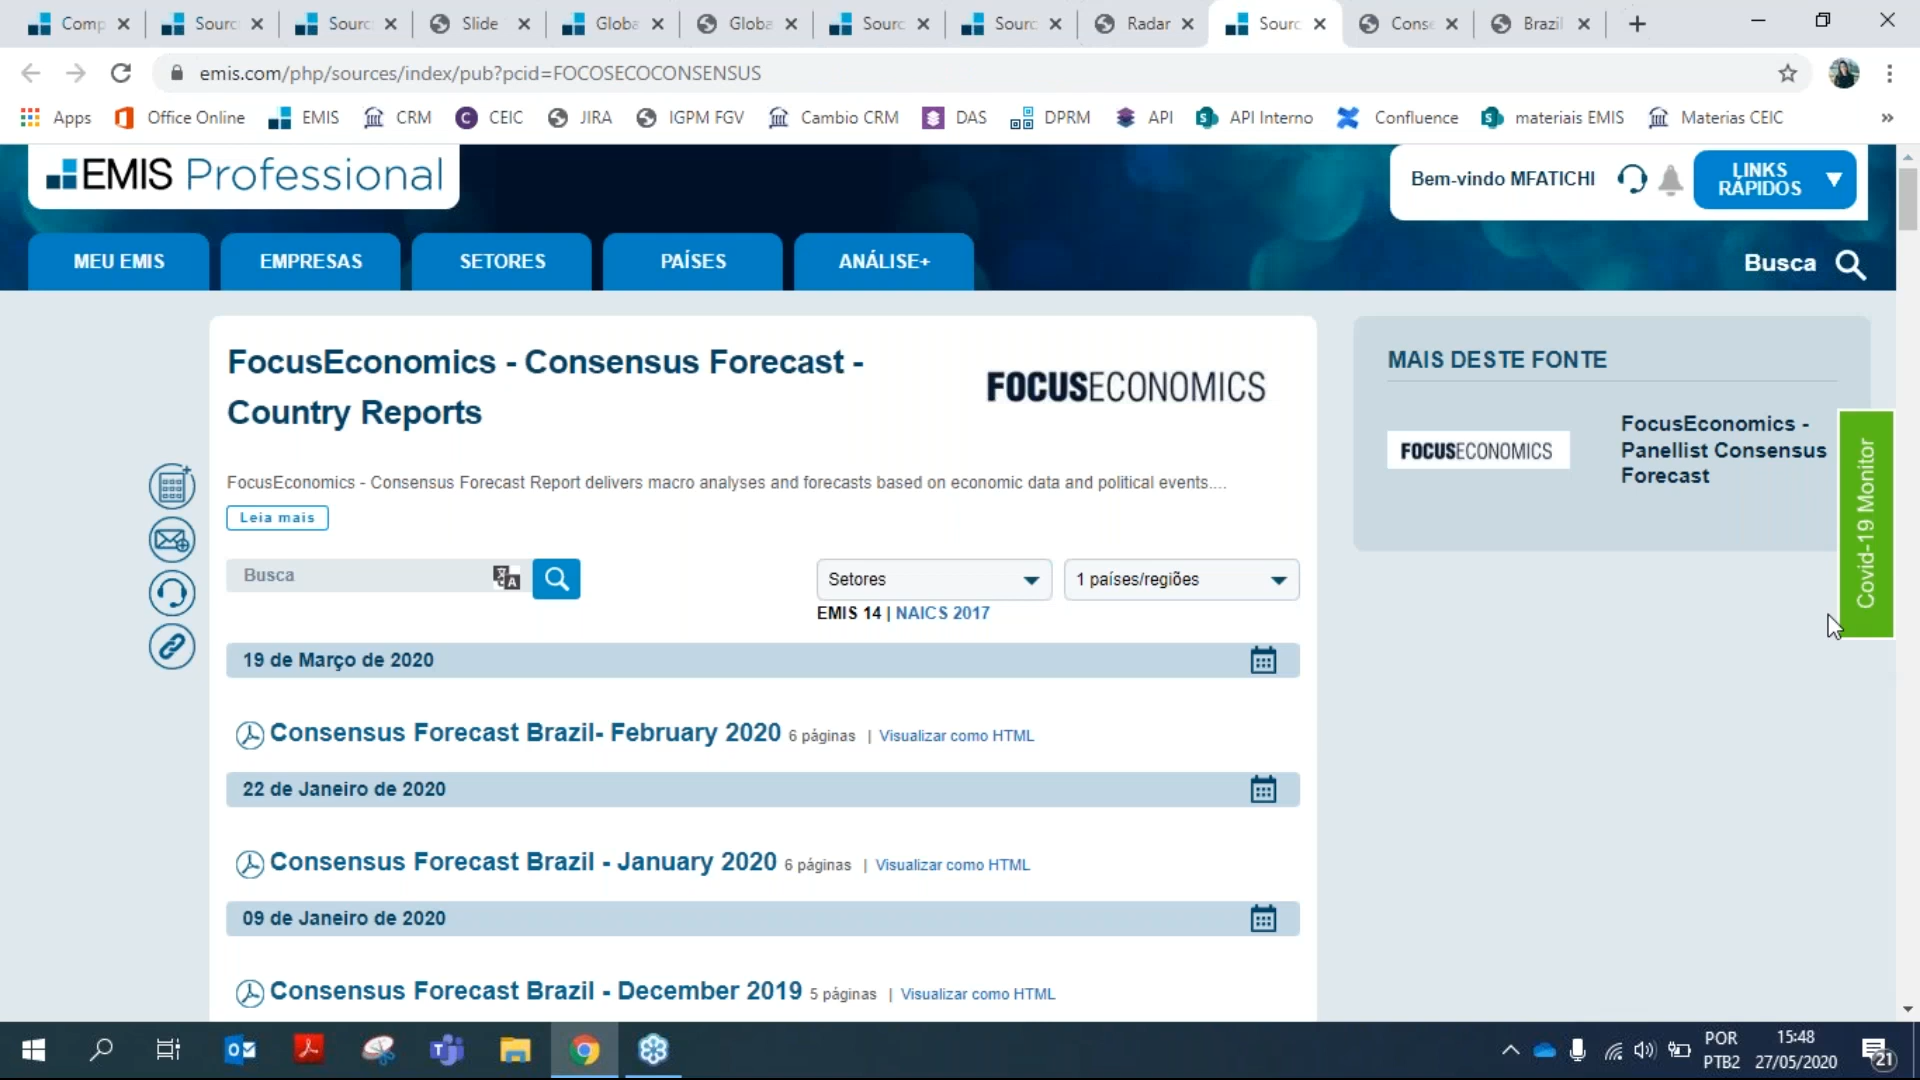 Comp
Sourc
Sourc
Slide
Globa
Globa
Sourc
Sourc
Radar
Sourc
Conse
Brazil
emis.com/php/sources/index/pub?pcid=FOCOSECOCONSENSUS
Apps
Office Online
EMIS
CRM
CEIC
JIRA
IGPM FGV
Cambio CRM
DAS
DPRM
API
API Interno
Confluence
materiais EMIS
Materias CEIC
»
EMIS Professional
Bem-vindo MFATICHI
LINKS
RÁPIDOS
MEU EMIS
EMPRESAS
SETORES
PAÍSES
ANÁLISE+
Busca
FocusEconomics - Consensus Forecast -
Country Reports
FOCUSECONOMICS
FocusEconomics - Consensus Forecast Report delivers macro analyses and forecasts based on economic data and political events....
Leia mais
Busca
Setores
1 países/regiões
EMIS 14 | NAICS 2017
19 de Março de 2020
Consensus Forecast Brazil- February 2020 6 páginas | Visualizar como HTML
22 de Janeiro de 2020
Consensus Forecast Brazil - January 2020 6 páginas | Visualizar como HTML
09 de Janeiro de 2020
Consensus Forecast Brazil - December 2019 5 páginas | Visualizar como HTML
MAIS DESTE FONTE
FOCUSECONOMICS
FocusEconomics -
Panellist Consensus
Forecast
Covid-19 Monitor
POR
PTB2
15:48
27/05/2020
21